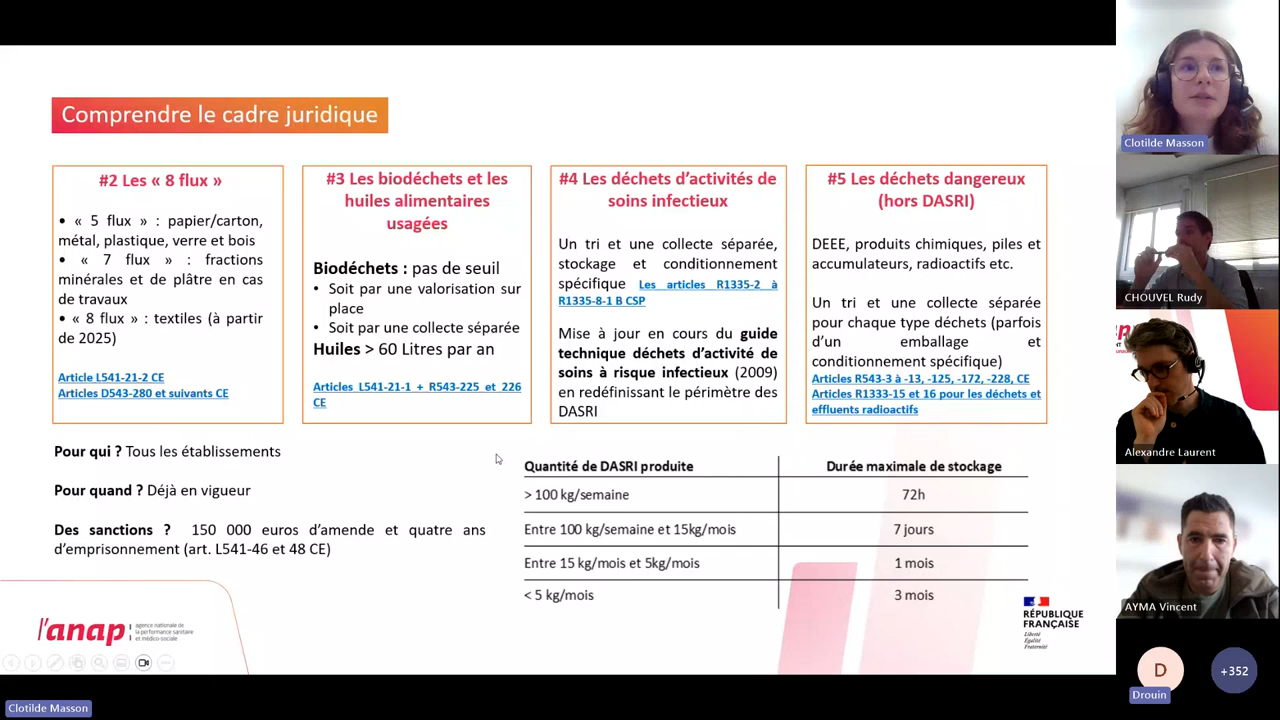 Comprendre le cadre juridique
#2 Les « 8 flux »
• « 5 flux » : papier/carton,
métal, plastique, verre et bois
• « 7 flux » : fractions
minérales et de plâtre en cas
de travaux
• « 8 flux » : textiles (à partir
de 2025)
Article L541-21-2 CE
Articles D543-280 et suivants CE
#3 Les biodéchets et les
huiles alimentaires
usagées
Biodéchets : pas de seuil
• Soit par une valorisation sur
place
• Soit par une collecte séparée
Huiles > 60 Litres par an
Articles L541-21-1 + R543-225 et 226
CE
#4 Les déchets d'activités de
soins infectieux
Un tri et une collecte séparée,
stockage et conditionnement
spécifique Les articles R1335-2 à
R1335-8-1 B CSP
Mise à jour en cours du guide
technique déchets d'activité de
soins à risque infectieux (2009)
en redéfinissant le périmètre des
DASRI
#5 Les déchets dangereux
(hors DASRI)
DEEE, produits chimiques, piles et
accumulateurs, radioactifs etc.
Un tri et une collecte séparée
pour chaque type déchets (parfois
d'un emballage et
conditionnement spécifique)
Articles R543-3 à -13, -125, -172, -228, CE
Articles R1333-15 et 16 pour les déchets et
effluents radioactifs
Pour qui ? Tous les établissements
Pour quand ? Déjà en vigueur
Des sanctions ? 150 000 euros d'amende et quatre ans
d'emprisonnement (art. L541-46 et 48 CE)
Quantité de DASRI produite Durée maximale de stockage
> 100 kg/semaine 72h
Entre 100 kg/semaine et 15kg/mois 7 jours
Entre 15 kg/mois et 5kg/mois 1 mois
< 5 kg/mois 3 mois
l'anap
agence nationale de
la performance sanitaire
et médico-sociale
RÉPUBLIQUE
FRANÇAISE
Liberté
Égalité
Fraternité
Clotilde Masson
Clotilde Masson
CHOUVEL Rudy
anap
Alexandre Laurent
AYMA Vincent
D
Drouin
+352